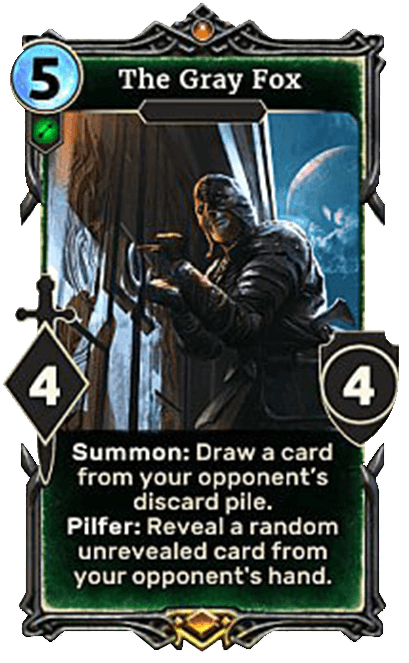 5
The Gray Fox
4
4
Summon: Draw a card
from your opponent's
discard pile.
Pilfer: Reveal a random
unrevealed card from
your opponent's hand.